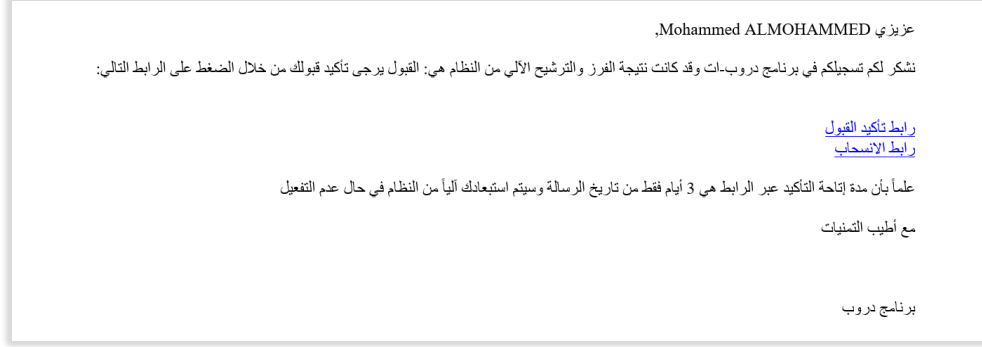 عزيزي Mohammed ALMOHAMMED,
نشكر لكم تسجيلكم في برنامج دروب-ات وقد كانت نتيجة الفرز والترشيح الآلي من النظام هي: القبول يرجى تأكيد قبولك من خلال الضغط على الرابط التالي:
رابط تأكيد القبول
رابط الانسحاب
علماً بأن مدة إتاحة التأكيد عبر الرابط هي 3 أيام فقط من تاريخ الرسالة وسيتم استبعادك آلياً من النظام في حال عدم التفعيل
مع أطيب التمنيات
برنامج دروب